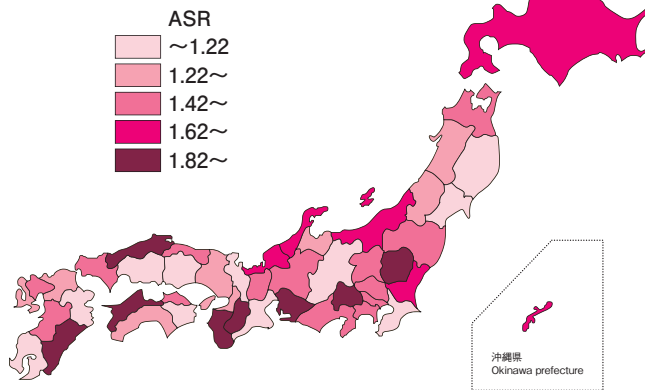 ASR
～1.22
1.22～
1.42～
1.62～
1.82～
沖縄県
Okinawa prefecture